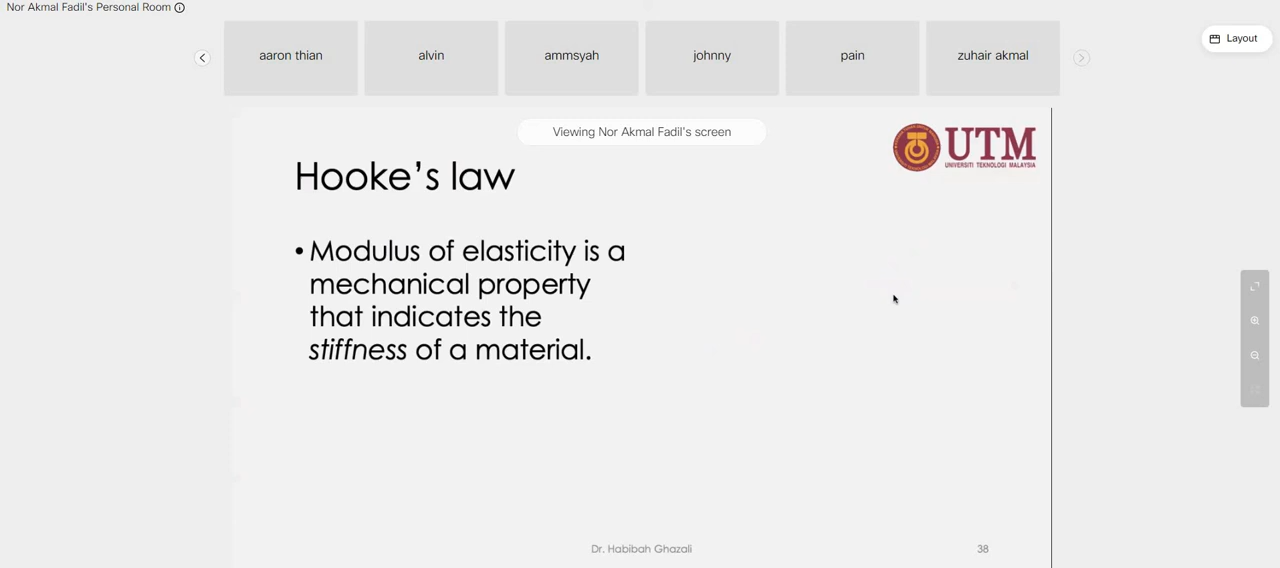 Nor Akmal Fadil's Personal Room
aaron thian
alvin
ammsyah
johnny
pain
zuhair akmal
Layout
Viewing Nor Akmal Fadil's screen
UTM
UNIVERSITI TEKNOLOGI MALAYSIA
Hooke’s law
• Modulus of elasticity is a
mechanical property
that indicates the
stiffness of a material.
Dr. Habibah Ghazali
38